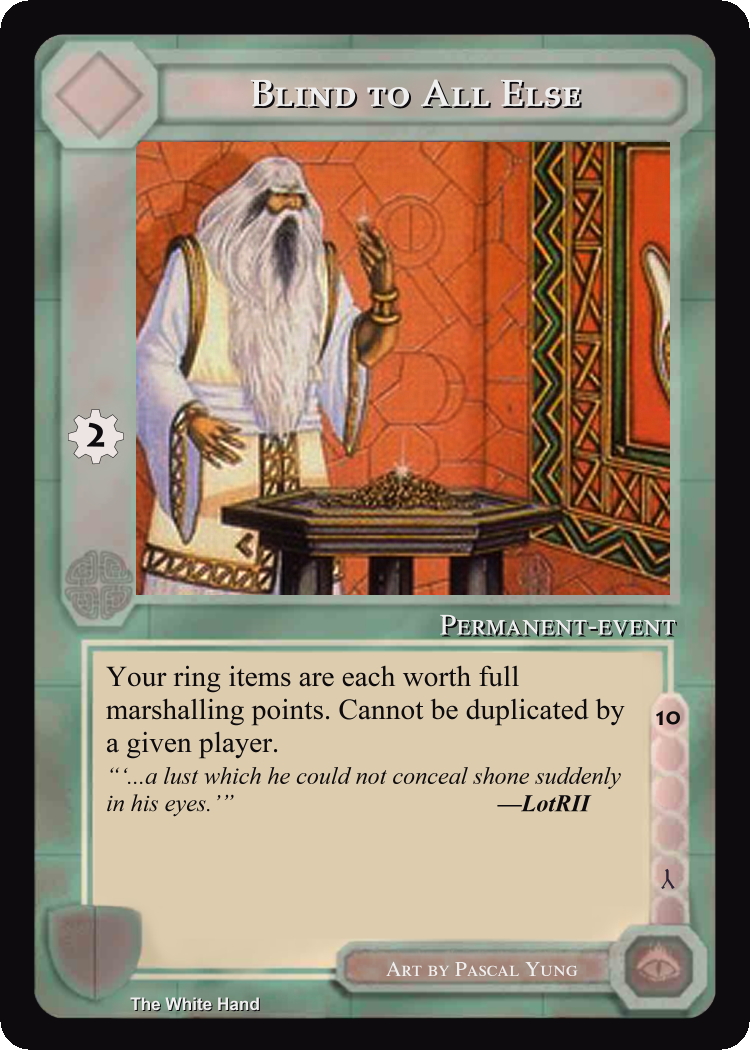 Blind to All Else
2
Permanent-event
Your ring items are each worth full
marshalling points. Cannot be duplicated by
a given player.
“‘...a lust which he could not conceal shone suddenly
in his eyes.’” —LotRII
10
Art by Pascal Yung
The White Hand